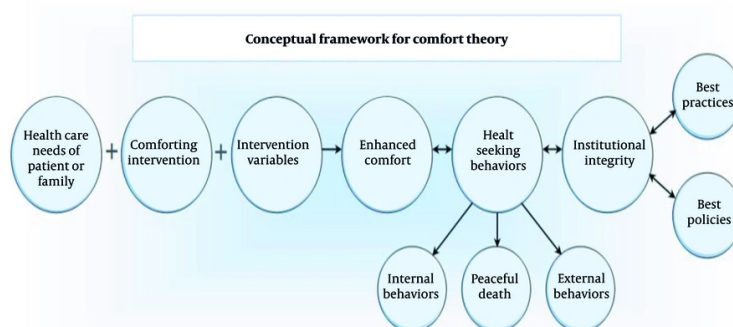 Conceptual framework for comfort theory
Health care
needs of
patient or
family
+
Comforting
intervention
+
Intervention
variables
Enhanced
comfort
Healt
seeking
behaviors
Institutional
integrity
Best
practices
Best
policies
Internal
behaviors
Peaceful
death
External
behaviors